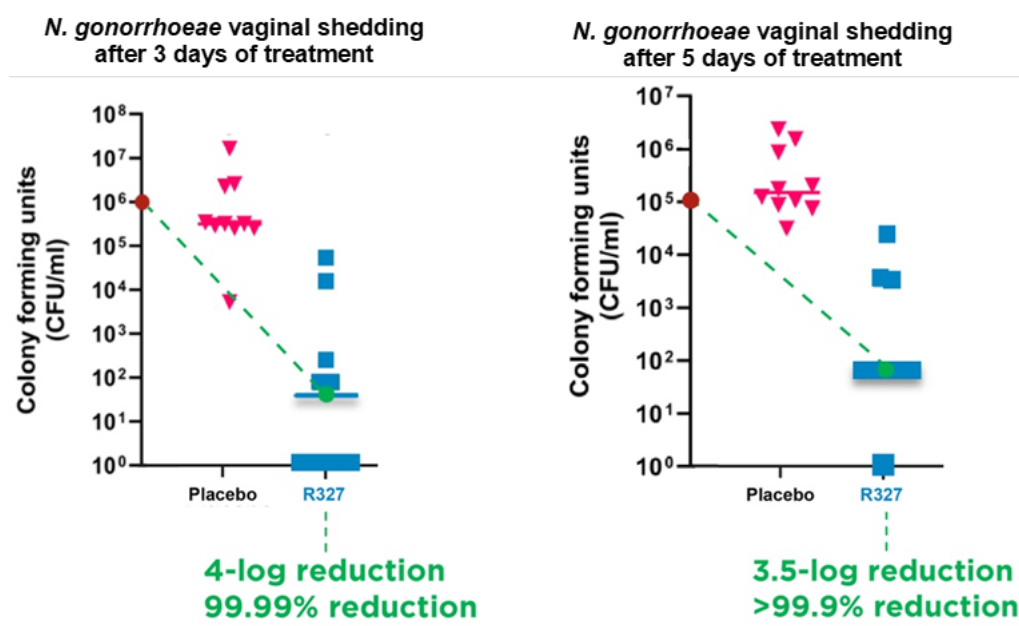 N. gonorrhoeae vaginal shedding
after 3 days of treatment
10⁸
10⁷
10⁶
10⁵
10⁴
10³
10²
10¹
10⁰
Colony forming units
(CFU/ml)
Placebo
R327
4-log reduction
99.99% reduction
N. gonorrhoeae vaginal shedding
after 5 days of treatment
10⁷
10⁶
10⁵
10⁴
10³
10²
10¹
10⁰
Colony forming units
(CFU/ml)
Placebo
R327
3.5-log reduction
>99.9% reduction